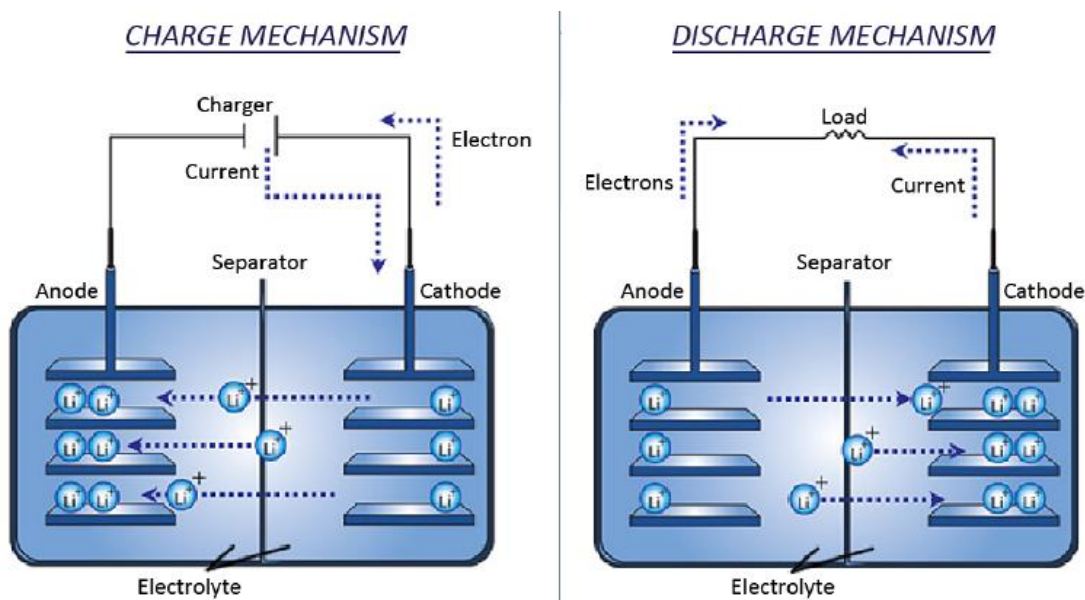 CHARGE MECHANISM
Charger
Electron
Current
Separator
Anode
Cathode
Li+ Li+ Li+ Li+
Li+ Li+ Li+ Li+
Li+ Li+ Li+ Li+
Electrolyte
DISCHARGE MECHANISM
Load
Electrons
Current
Separator
Anode
Cathode
Li+ Li+ Li+ Li+
Li+ Li+ Li+ Li+
Li+ Li+ Li+ Li+
Electrolyte